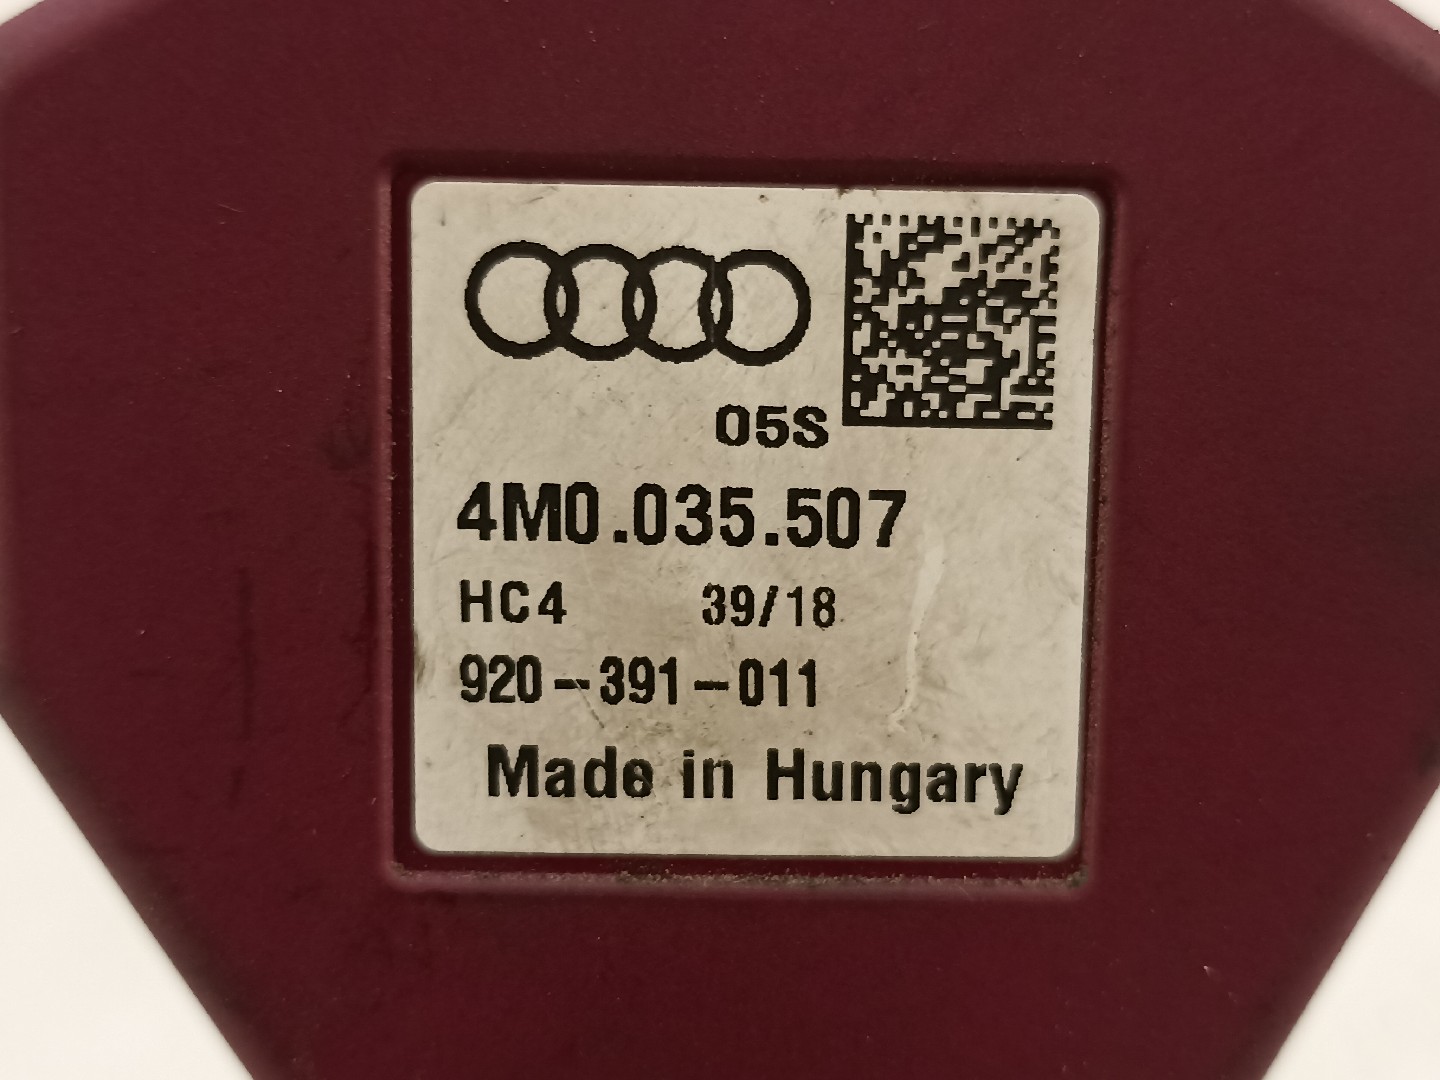 05S
4M0.035.507
HC4 39/18
920-391-011
Made in Hungary